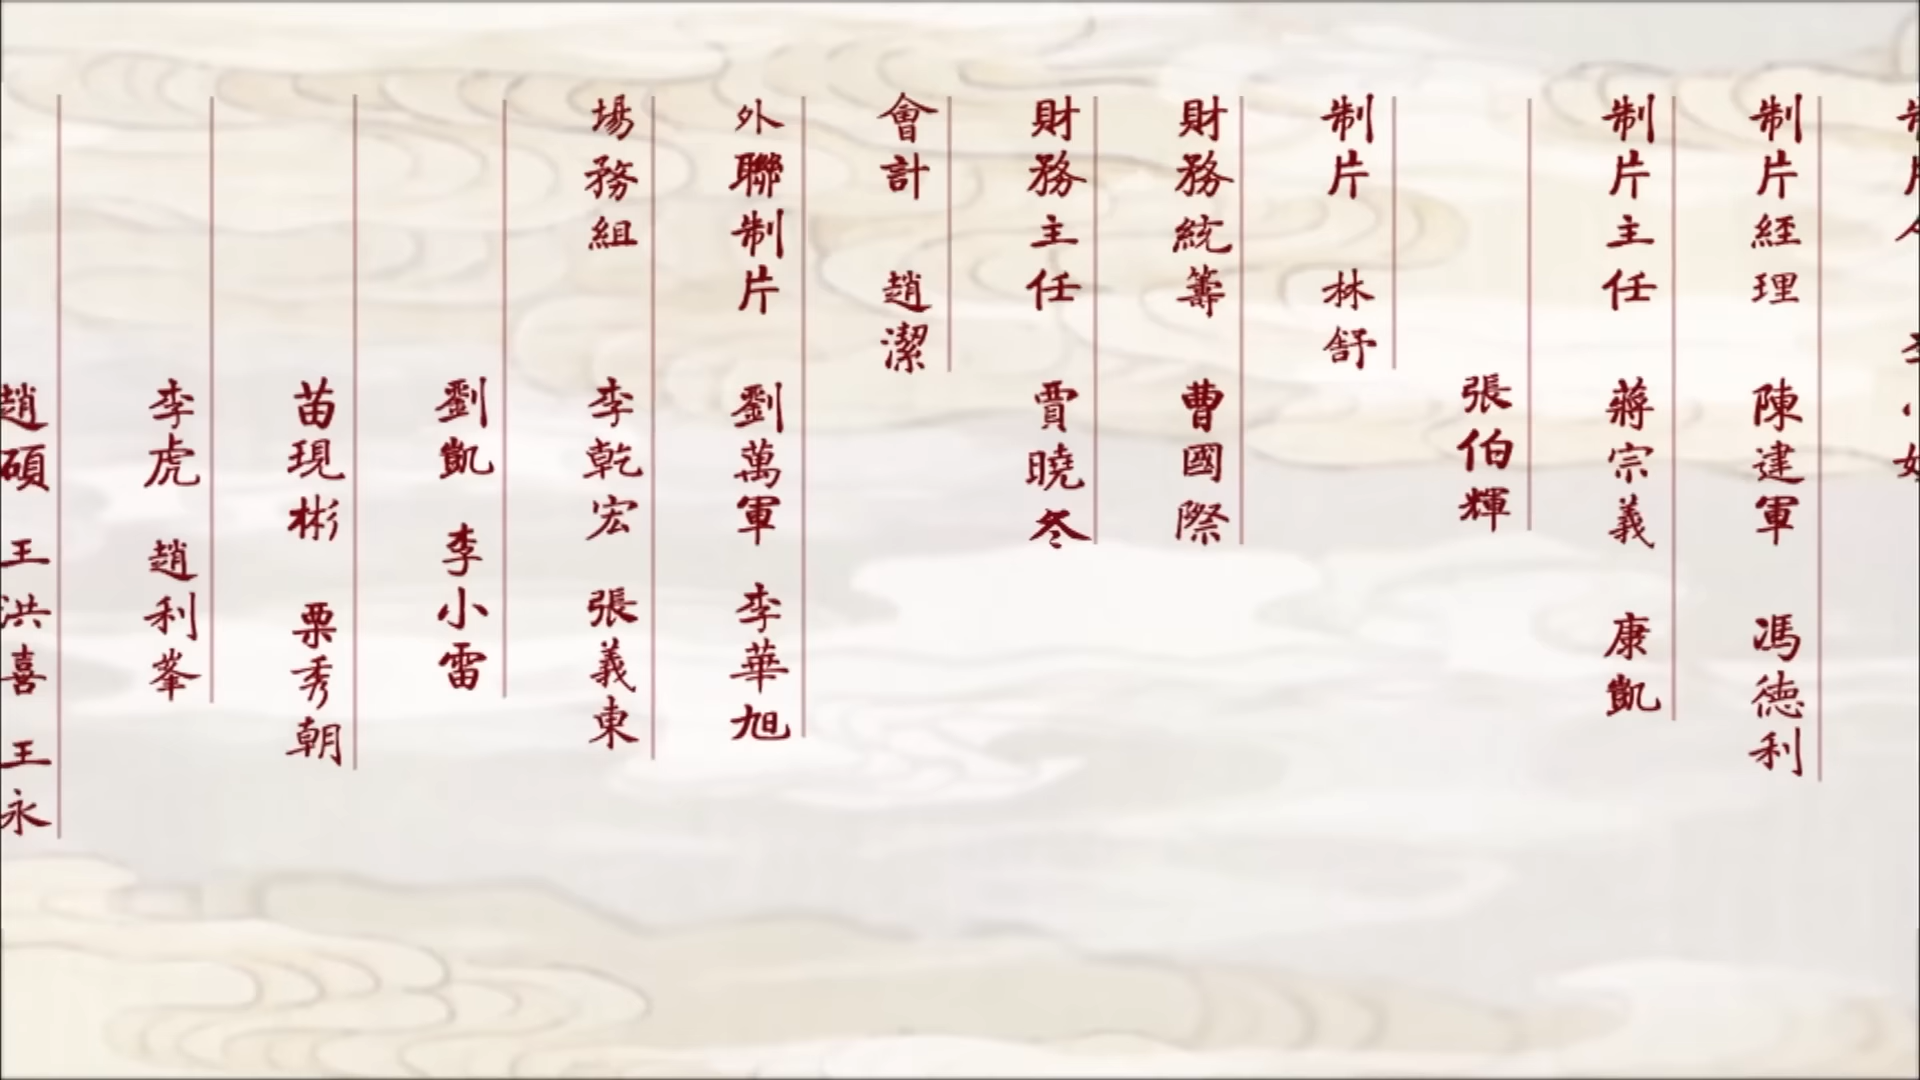 制片經理 陳建軍 馮德利
制片主任 蔣宗義 康凱
張伯輝
制片 林舒
財務統籌 曹國際
財務主任 賈曉冬
會計 趙潔
外聯制片 劉萬軍 李華旭
場務組 李乾宏 張義東
劉凱 李小雷
苗現彬 栗秀朝
李虎 趙利峯
趙碩 王洪喜 王永